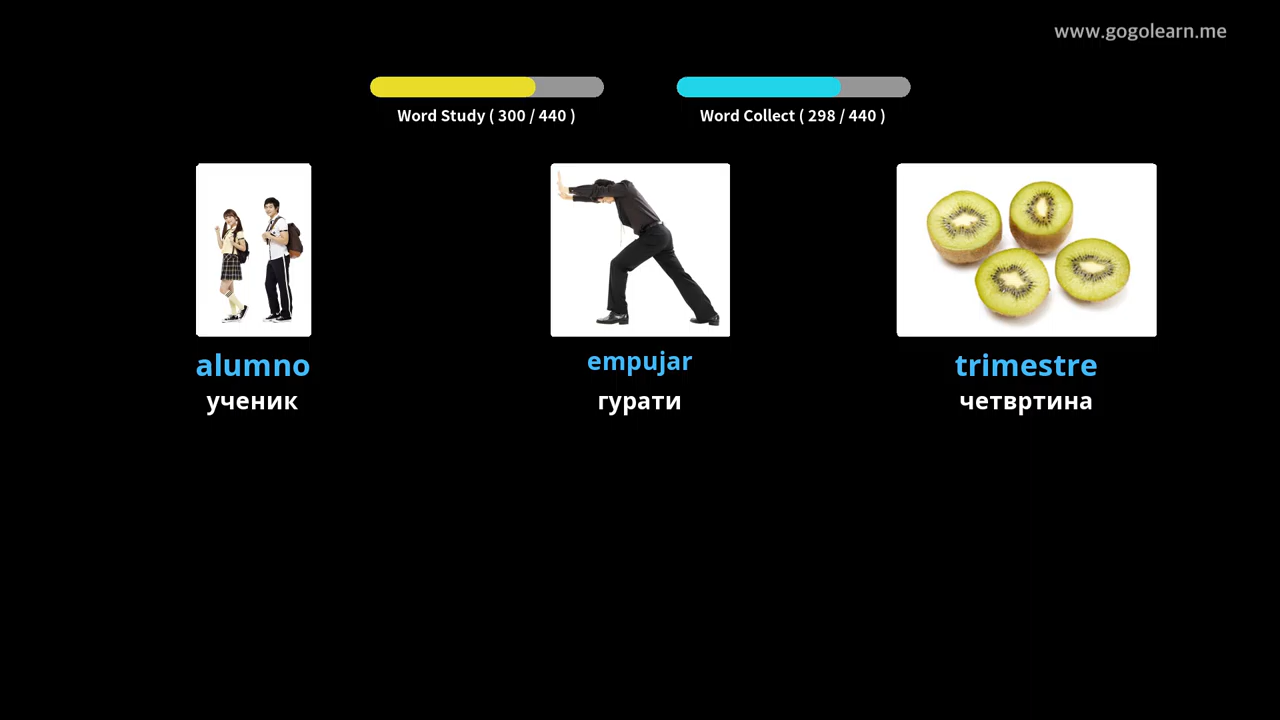 www.gogolearn.me
Word Study ( 300 / 440 )
Word Collect ( 298 / 440 )
alumno
ученик
empujar
гурати
trimestre
четвртина